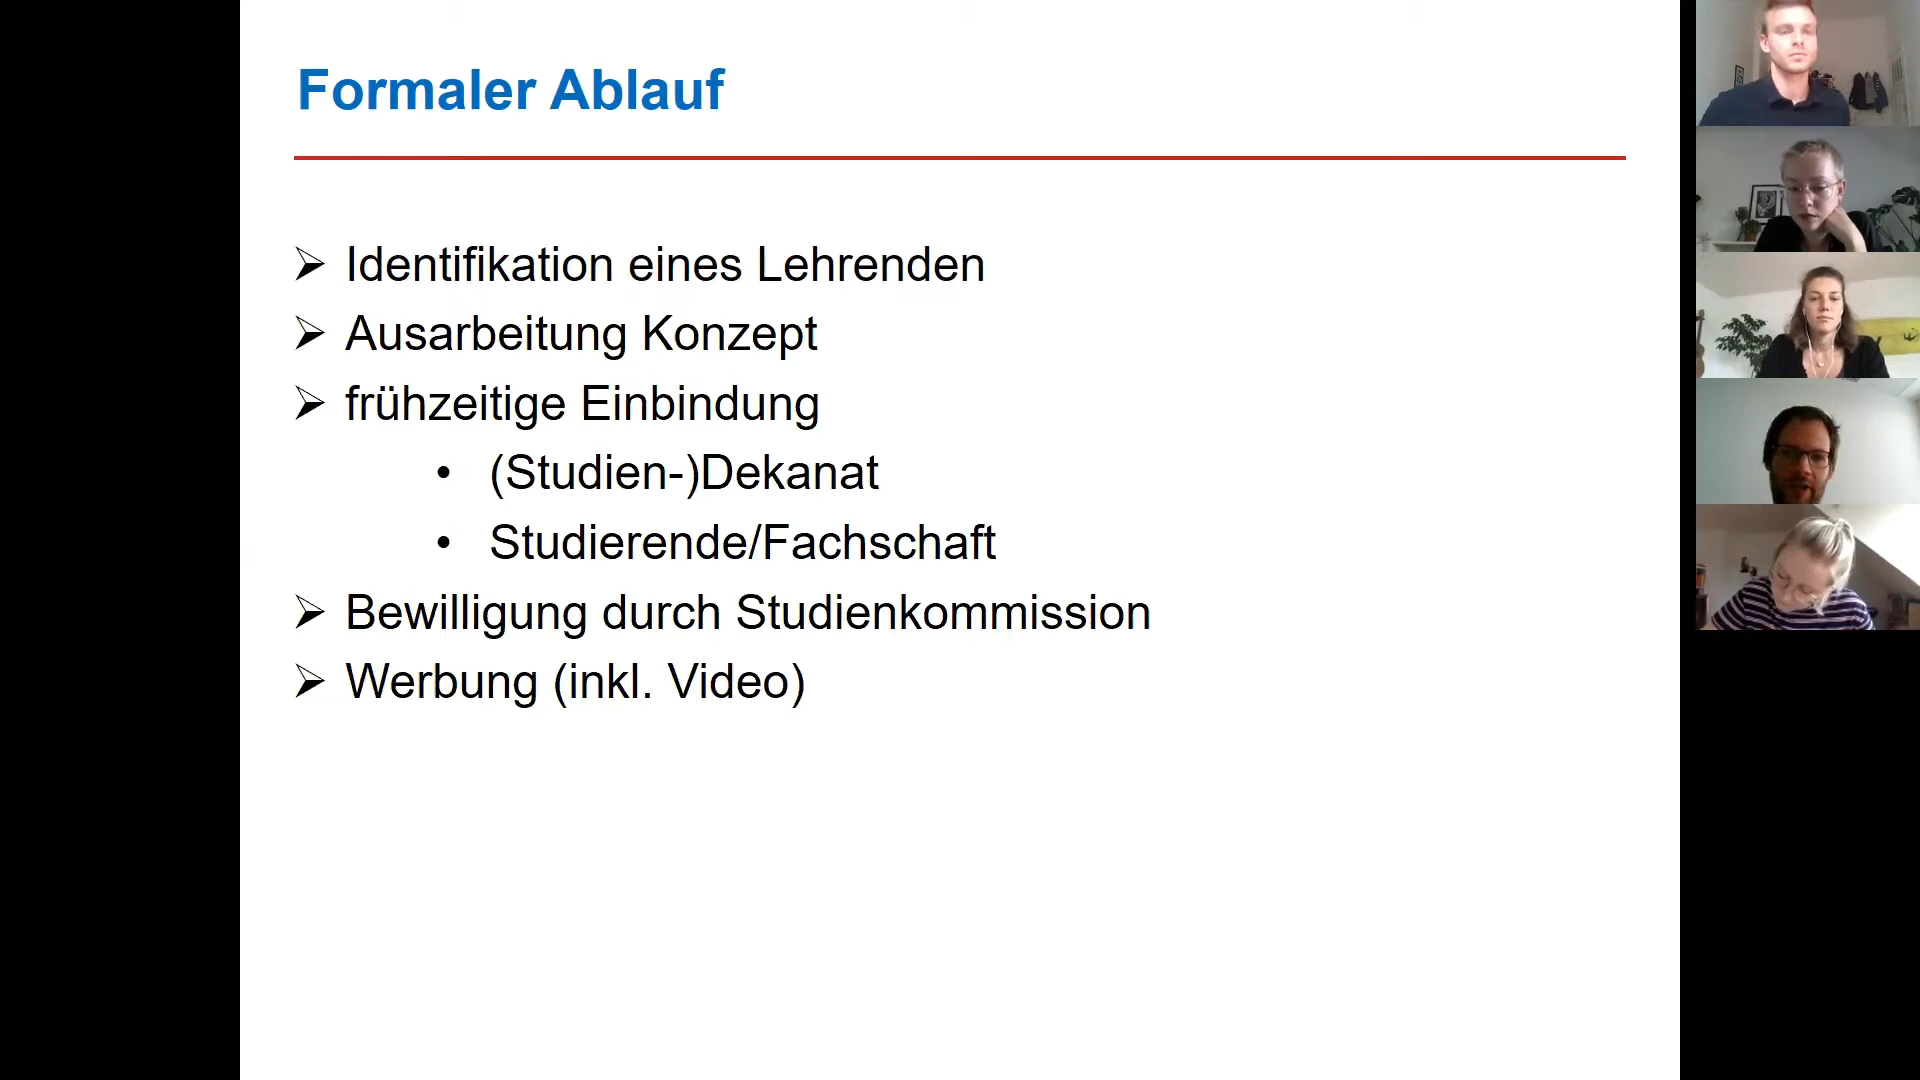 Formaler Ablauf
➢ Identifikation eines Lehrenden
➢ Ausarbeitung Konzept
➢ frühzeitige Einbindung
• (Studien-)Dekanat
• Studierende/Fachschaft
➢ Bewilligung durch Studienkommission
➢ Werbung (inkl. Video)